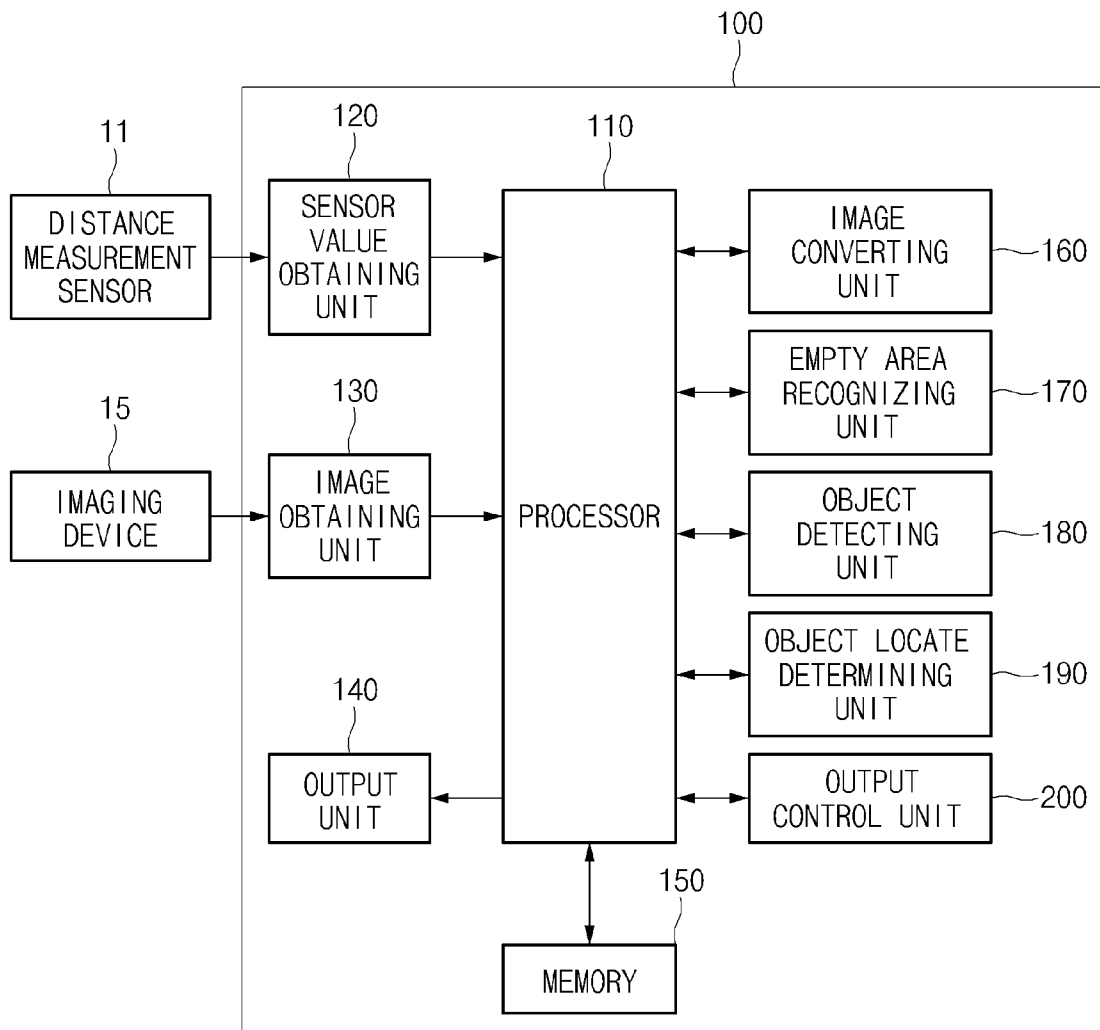 100
11
120
110
DISTANCE
MEASUREMENT
SENSOR
SENSOR
VALUE
OBTAINING
UNIT
IMAGE
CONVERTING
UNIT
160
EMPTY AREA
RECOGNIZING
UNIT
170
15
130
IMAGING
DEVICE
IMAGE
OBTAINING
UNIT
PROCESSOR
OBJECT
DETECTING
UNIT
180
OBJECT LOCATE
DETERMINING
UNIT
190
140
OUTPUT
UNIT
OUTPUT
CONTROL UNIT
200
150
MEMORY